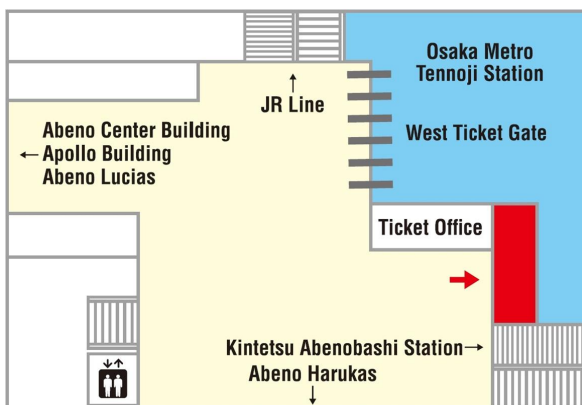 Osaka Metro
Tennoji Station
JR Line
Abeno Center Building
Apollo Building
Abeno Lucias
West Ticket Gate
Ticket Office
Kintetsu Abenobashi Station
Abeno Harukas